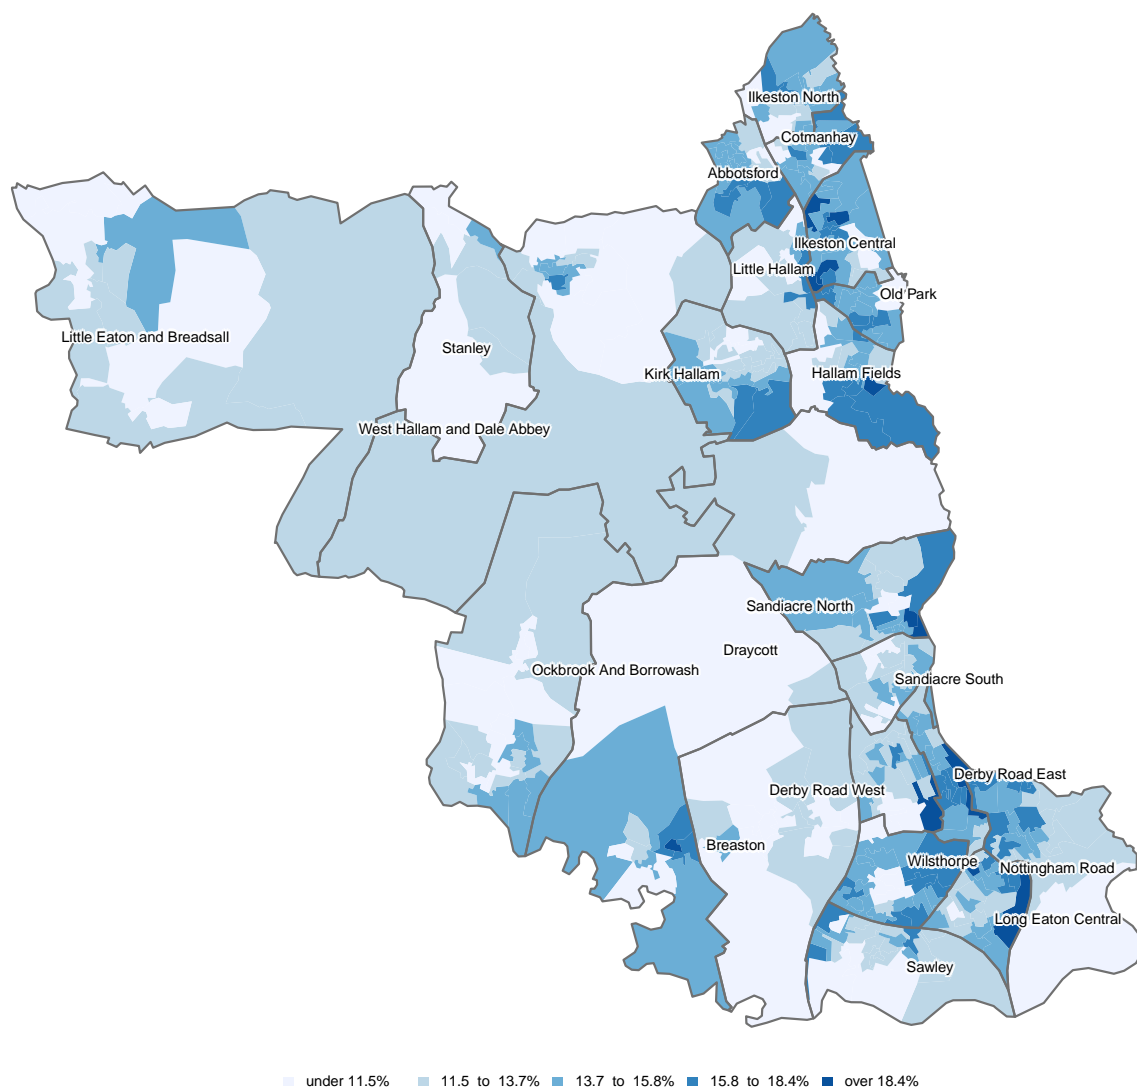 Ilkeston North
Cotmanhay
Abbotsford
Ilkeston Central
Little Hallam
Old Park
Little Eaton and Breadsall
Stanley
Kirk Hallam
Hallam Fields
West Hallam and Dale Abbey
Sandiacre North
Draycott
Ockbrook And Borrowash
Sandiacre South
Derby Road East
Derby Road West
Breaston
Wilsthorpe
Nottingham Road
Long Eaton Central
Sawley
under 11.5% 11.5 to 13.7% 13.7 to 15.8% 15.8 to 18.4% over 18.4%